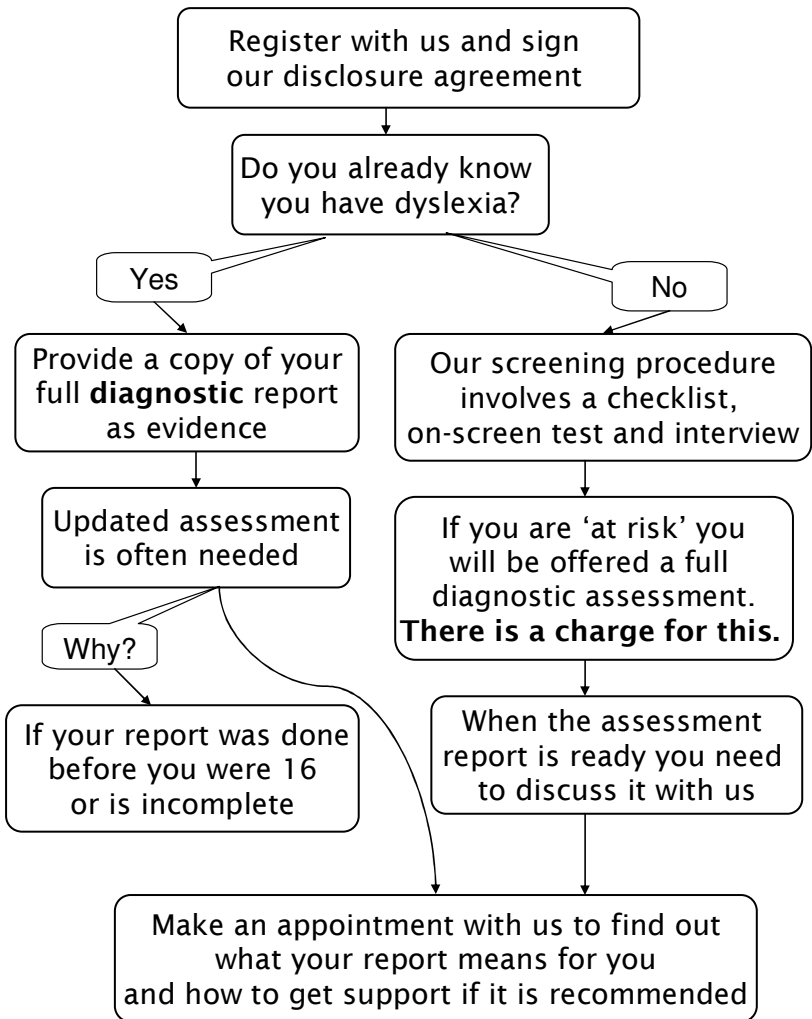 Register with us and sign
our disclosure agreement
Do you already know
you have dyslexia?
Yes
No
Provide a copy of your
full diagnostic report
as evidence
Our screening procedure
involves a checklist,
on-screen test and interview
Updated assessment
is often needed
If you are ‘at risk’ you
will be offered a full
diagnostic assessment.
There is a charge for this.
Why?
If your report was done
before you were 16
or is incomplete
When the assessment
report is ready you need
to discuss it with us
Make an appointment with us to find out
what your report means for you
and how to get support if it is recommended